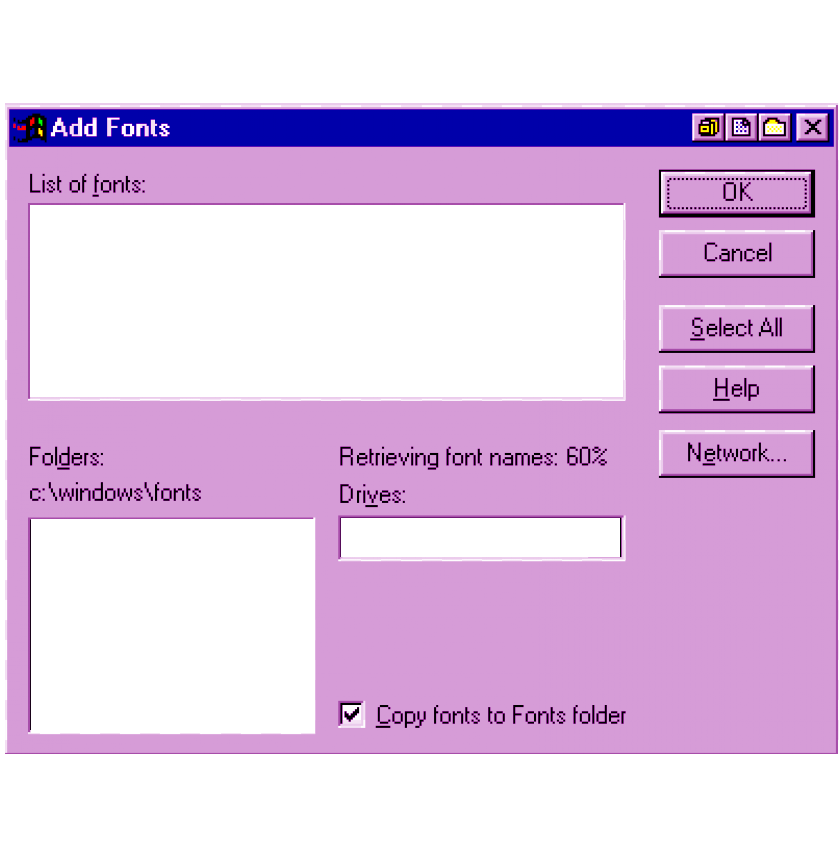 Add Fonts
List of fonts:
OK
Cancel
Select All
Help
Network...
Folders:
c:\windows\fonts
Retrieving font names: 60%
Drives:
Copy fonts to Fonts folder